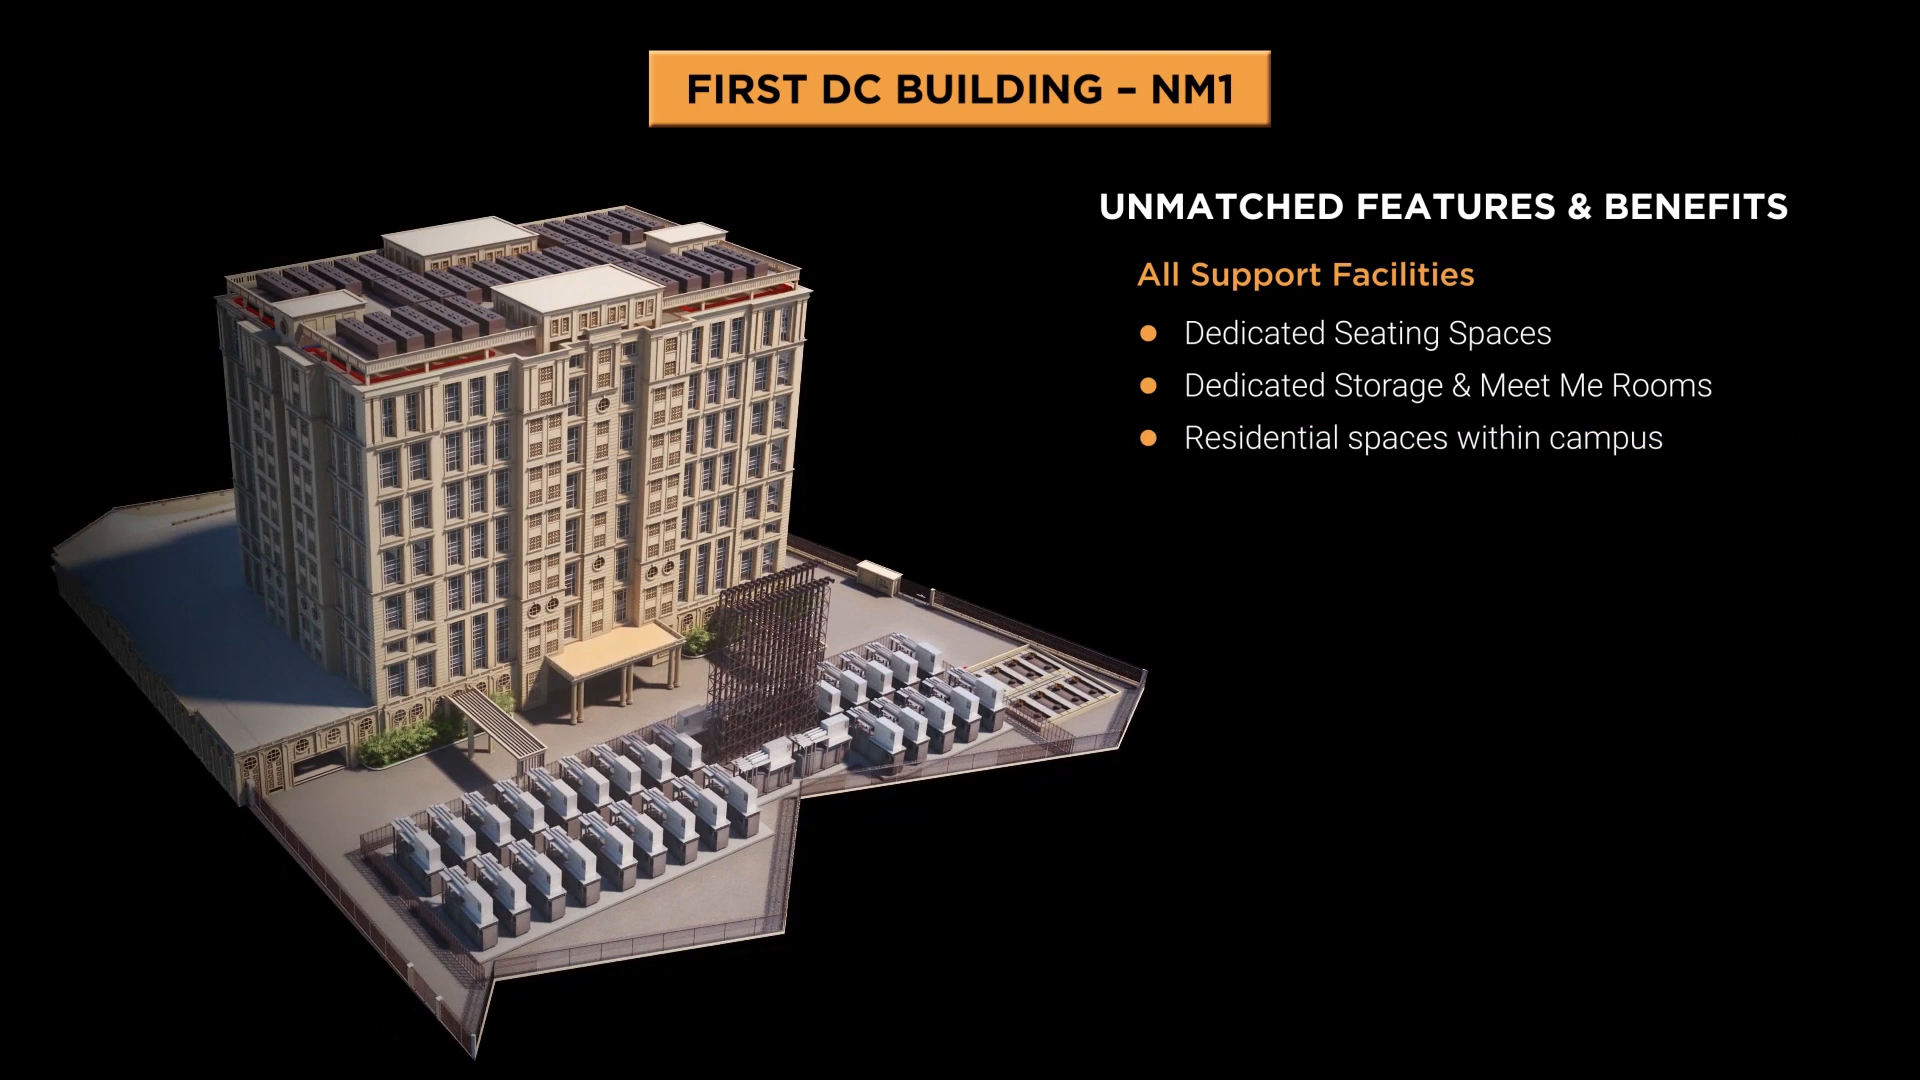 FIRST DC BUILDING – NM1
UNMATCHED FEATURES & BENEFITS
All Support Facilities
Dedicated Seating Spaces
Dedicated Storage & Meet Me Rooms
Residential spaces within campus